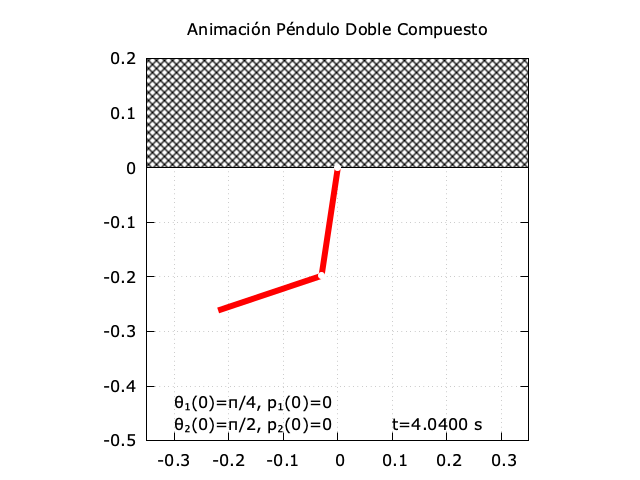 Animación Péndulo Doble Compuesto
0.2
0.1
0
-0.1
-0.2
-0.3
-0.4
-0.5
θ₁(0)=π/4, p₁(0)=0
θ₂(0)=π/2, p₂(0)=0 t=4.0400 s
-0.3 -0.2 -0.1 0 0.1 0.2 0.3